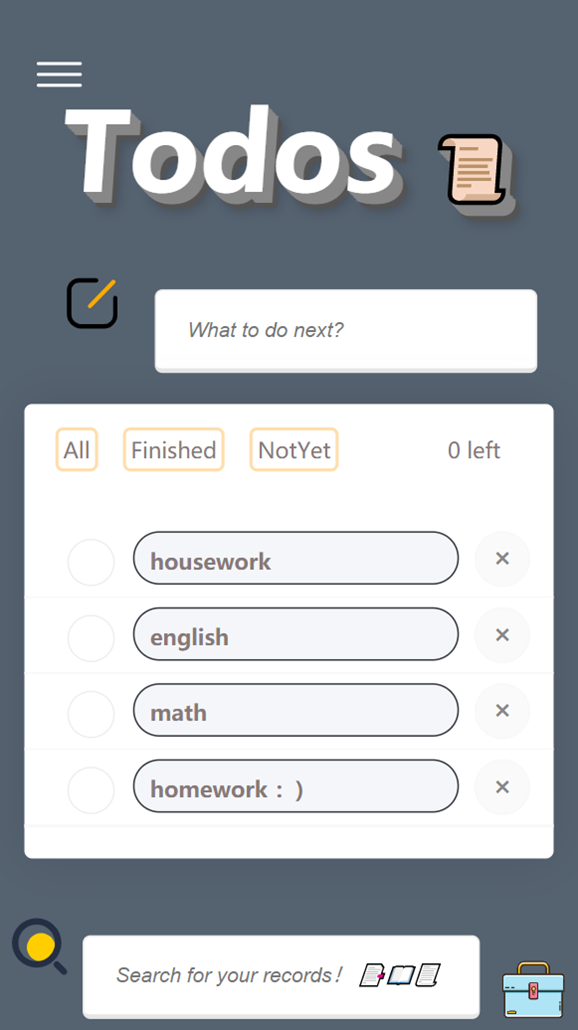 Todos
What to do next?
All Finished NotYet 0 left
housework ×
english ×
math ×
homework：) ×
Search for your records!